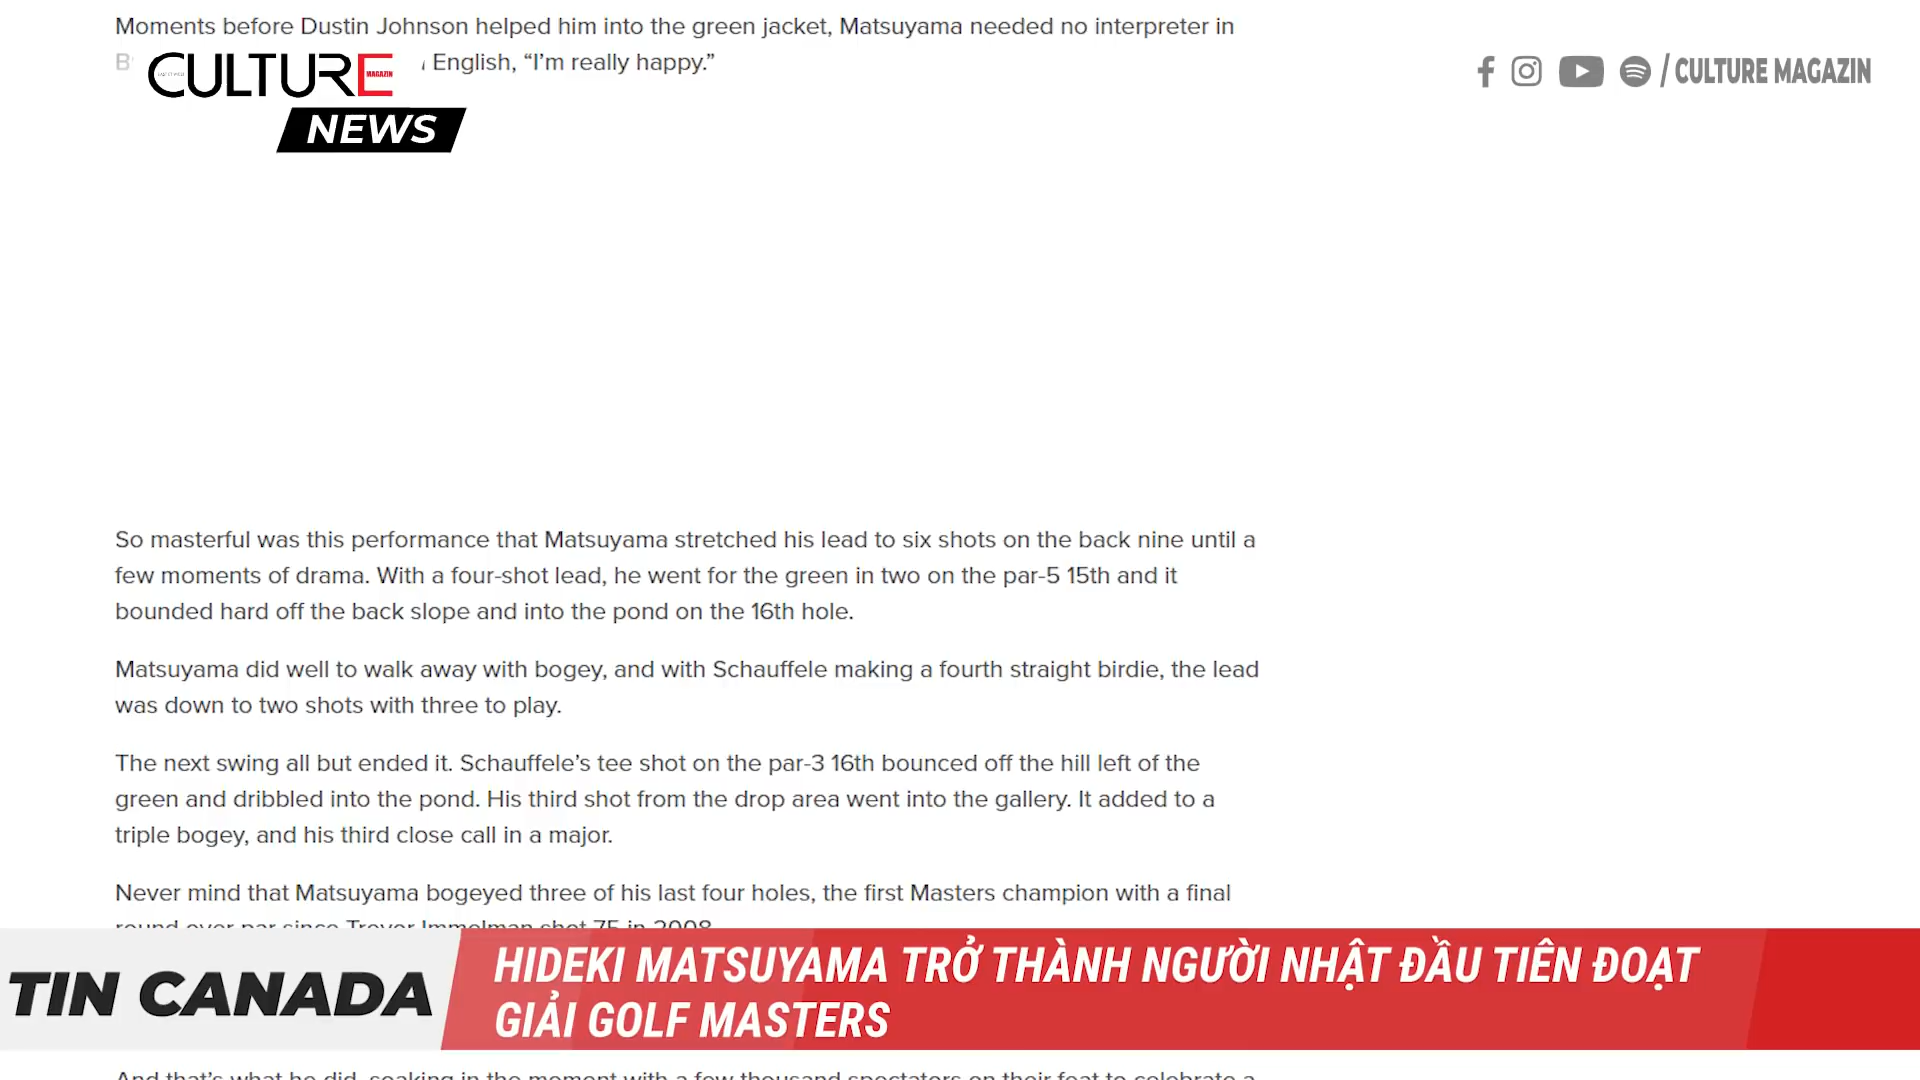 Moments before Dustin Johnson helped him into the green jacket, Matsuyama needed no interpreter in
English, “I’m really happy.”
CULTURE
MAGAZIN
NEWS
/ CULTURE MAGAZIN
So masterful was this performance that Matsuyama stretched his lead to six shots on the back nine until a
few moments of drama. With a four-shot lead, he went for the green in two on the par-5 15th and it
bounded hard off the back slope and into the pond on the 16th hole.
Matsuyama did well to walk away with bogey, and with Schauffele making a fourth straight birdie, the lead
was down to two shots with three to play.
The next swing all but ended it. Schauffele’s tee shot on the par-3 16th bounced off the hill left of the
green and dribbled into the pond. His third shot from the drop area went into the gallery. It added to a
triple bogey, and his third close call in a major.
Never mind that Matsuyama bogeyed three of his last four holes, the first Masters champion with a final
round over par since Trevor Immelman shot 75 in 2008.
TIN CANADA
HIDEKI MATSUYAMA TRỞ THÀNH NGƯỜI NHẬT ĐẦU TIÊN ĐOẠT
GIẢI GOLF MASTERS
And that’s what he did, soaking in the moment with a few thousand spectators on their feet to celebrate a